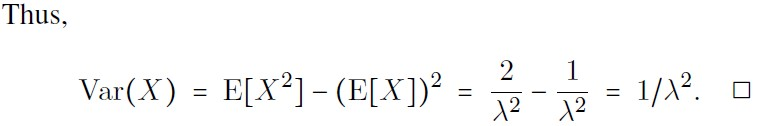 Thus,
Var(X) = E[X²] − (E[X])² = 2/λ² − 1/λ² = 1/λ². □